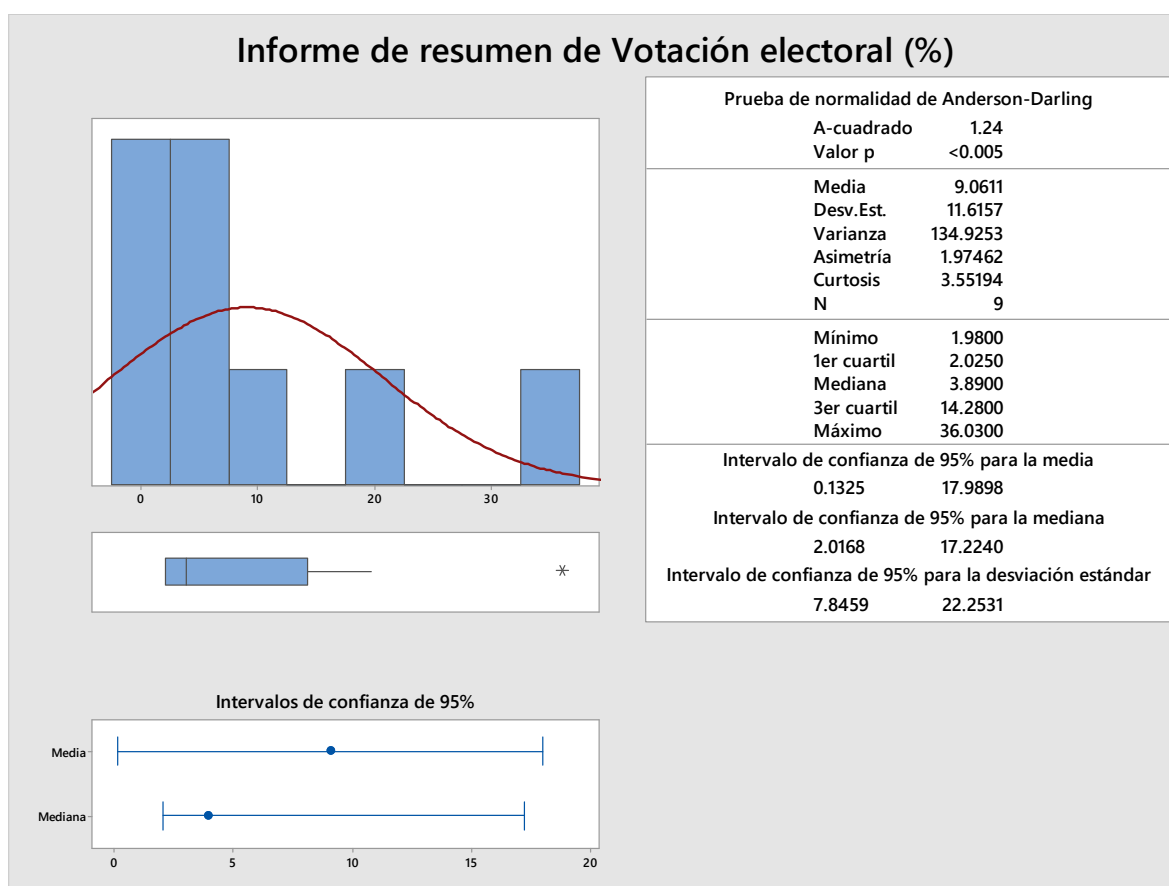 Informe de resumen de Votación electoral (%)
0 10 20 30
Intervalos de confianza de 95%
Media
Mediana
0 5 10 15 20
Prueba de normalidad de Anderson-Darling
A-cuadrado 1.24
Valor p <0.005
Media 9.0611
Desv.Est. 11.6157
Varianza 134.9253
Asimetría 1.97462
Curtosis 3.55194
N 9
Mínimo 1.9800
1er cuartil 2.0250
Mediana 3.8900
3er cuartil 14.2800
Máximo 36.0300
Intervalo de confianza de 95% para la media
0.1325 17.9898
Intervalo de confianza de 95% para la mediana
2.0168 17.2240
Intervalo de confianza de 95% para la desviación estándar
7.8459 22.2531